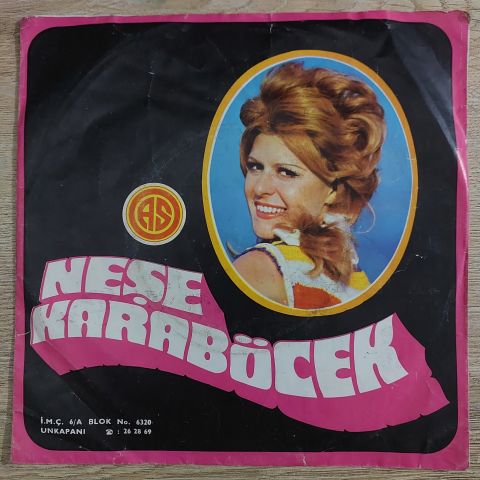 AS
NEŞE
KARABÖCEK
İ.M.Ç. 6/A BLOK No. 6320
UNKAPANI ☎ : 26 28 69